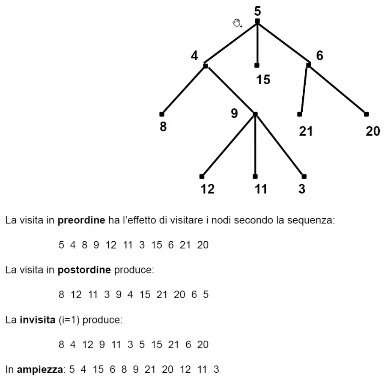 5
4 6
15
8 9 21 20
12 11 3
La visita in preordine ha l'effetto di visitare i nodi secondo la sequenza:
5 4 8 9 12 11 3 15 6 21 20
La visita in postordine produce:
8 12 11 3 9 4 15 21 20 6 5
La invisita (i=1) produce:
8 4 12 9 11 3 5 15 21 6 20
In ampiezza: 5 4 15 6 8 9 21 20 12 11 3